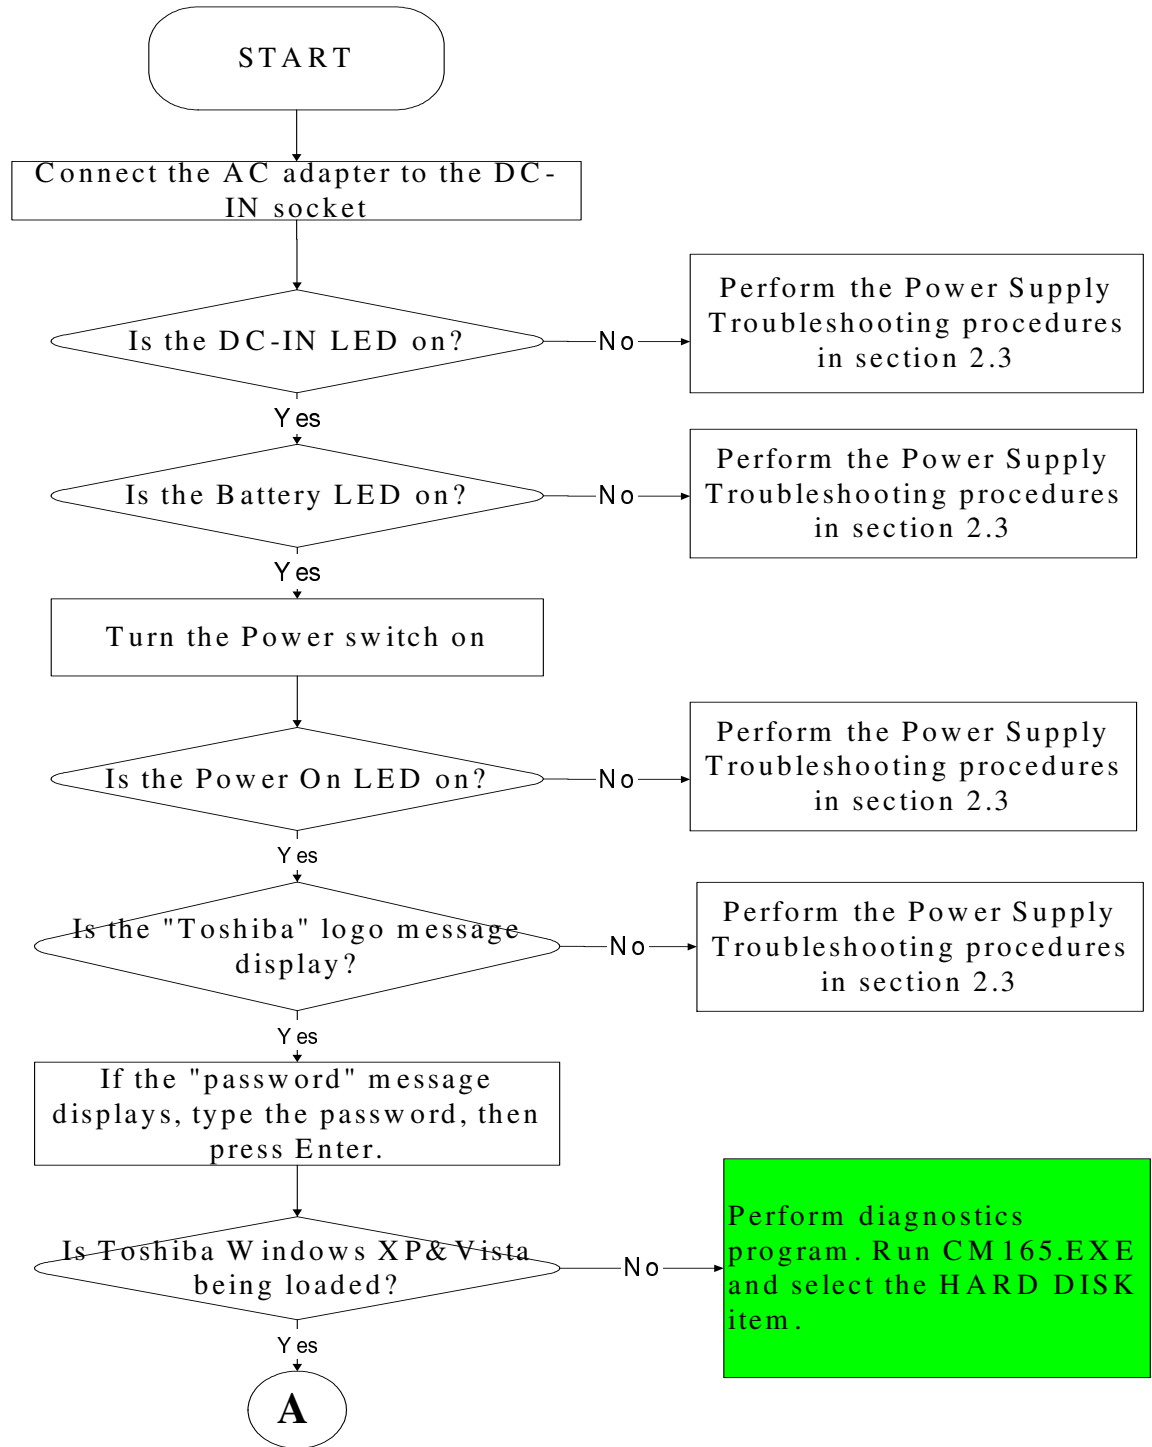 START
Connect the AC adapter to the DC-
IN socket
Is the DC-IN LED on?
No
Perform the Power Supply
Troubleshooting procedures
in section 2.3
Yes
Is the Battery LED on?
No
Perform the Power Supply
Troubleshooting procedures
in section 2.3
Yes
Turn the Power switch on
Is the Power On LED on?
No
Perform the Power Supply
Troubleshooting procedures
in section 2.3
Yes
Is the "Toshiba" logo message
display?
No
Perform the Power Supply
Troubleshooting procedures
in section 2.3
Yes
If the "password" message
displays, type the password, then
press Enter.
Is Toshiba Windows XP&Vista
being loaded?
No
Perform diagnostics
program. Run CM165.EXE
and select the HARD DISK
item.
Yes
A